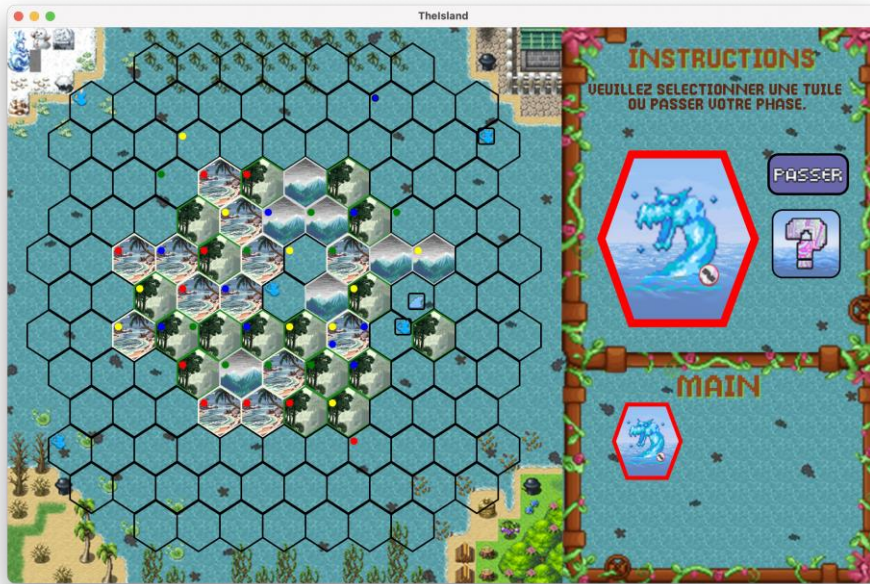 TheIsland
INSTRUCTIONS
VEUILLEZ SELECTIONNER UNE TUILE
OU PASSER VOTRE PHASE.
PASSER
?
MAIN